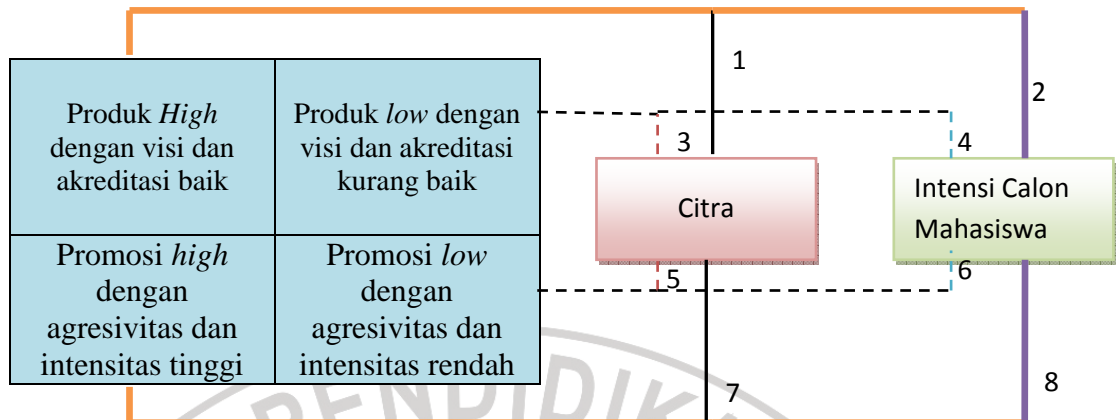 1
2
Produk High
dengan visi dan
akreditasi baik
Produk low dengan
visi dan akreditasi
kurang baik
3
4
Citra
Intensi Calon
Mahasiswa
Promosi high
dengan
agresivitas dan
intensitas tinggi
Promosi low
dengan
agresivitas dan
intensitas rendah
5
6
7
8
PENDIDIK